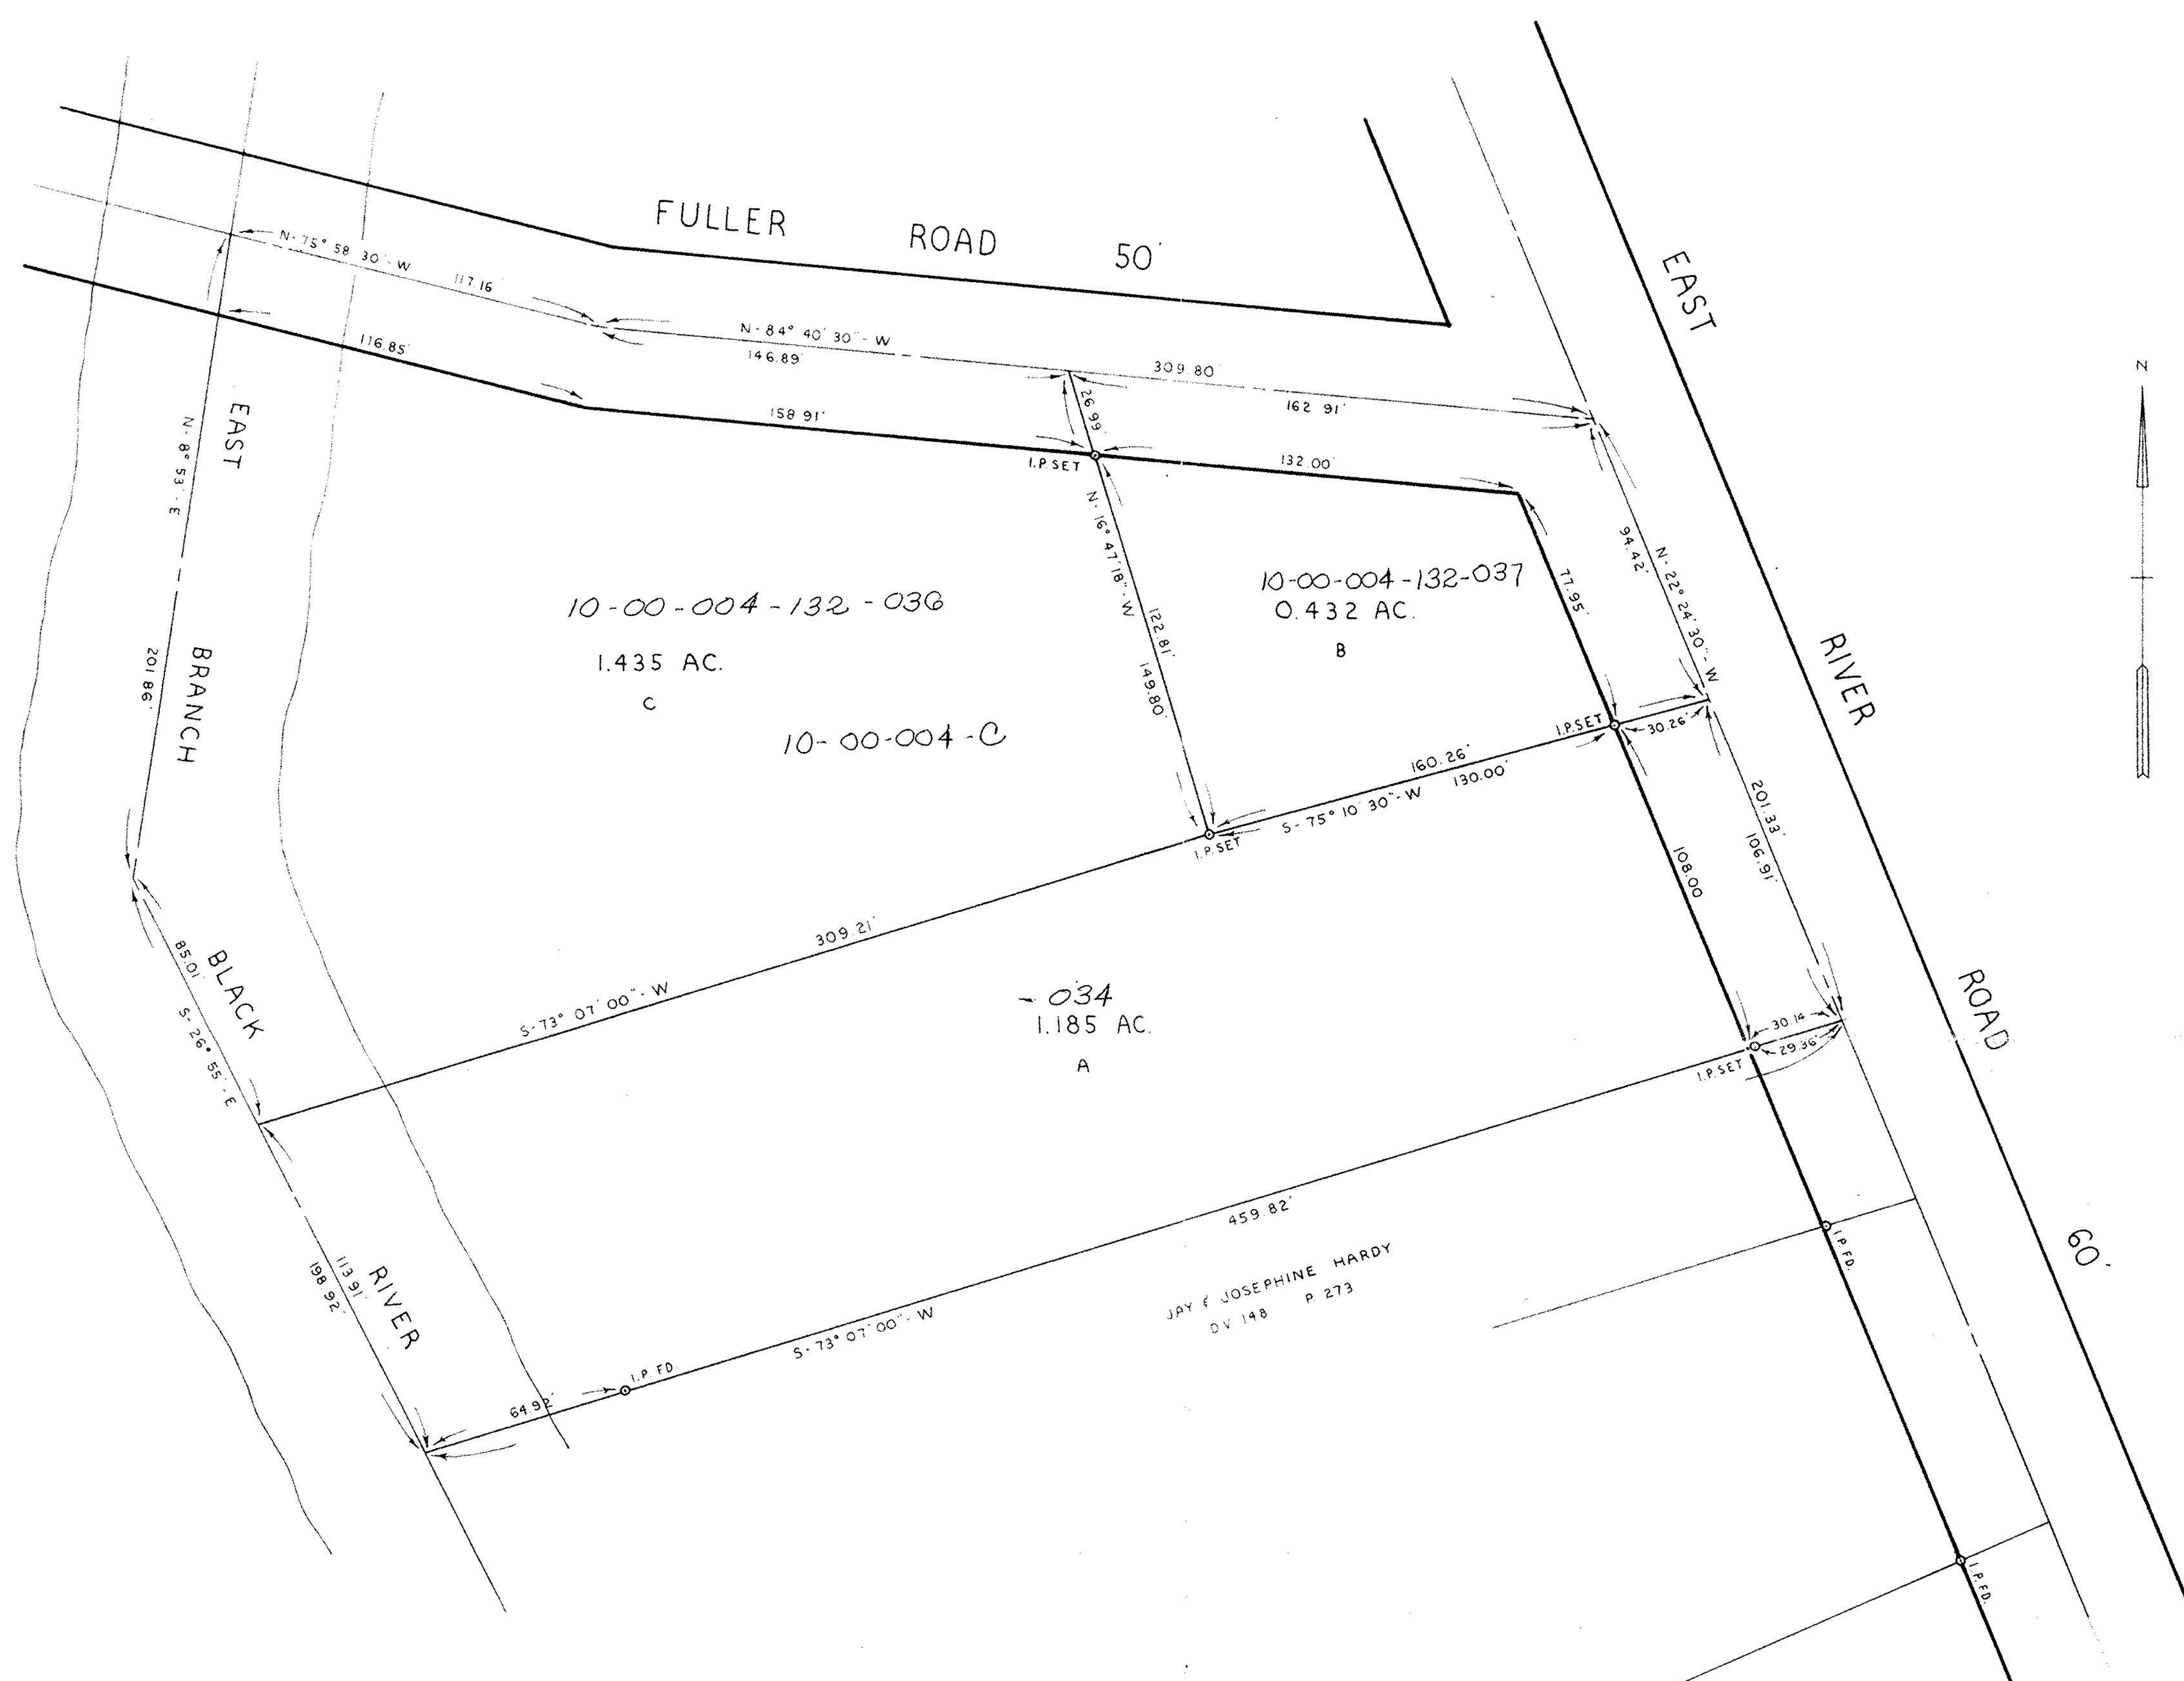 FULLER ROAD 50'
N-75° 58' 30"-W 117.16'
116.85'
N-84° 40' 30"-W
146.89'
309.80'
162.91'
158.91'
26.99'
I.P. SET
132.00'
N
EAST RIVER ROAD 60'
EAST BRANCH BLACK RIVER
N-8° 53'-E
201.86'
N-16° 47' 18"-W
122.81'
149.80'
10-00-004-132-036
1.435 AC.
C
10-00-004-C
10-00-004-132-037
0.432 AC.
B
77.95'
94.42'
N-22° 24' 30"-W
I.P. SET
30.26'
160.26'
S-75° 10' 30"-W 130.00'
I.P. SET
201.33'
106.91'
108.00
309.21'
S-73° 07' 00"-W
85.01'
S-26° 55'-E
- 034
1.185 AC.
A
30.14
29.36'
I.P. SET
459.82'
S-73° 07' 00"-W
JAY & JOSEPHINE HARDY
DV 148 P. 273
I.P. FD.
113.91'
198.92'
I.P. FD.
64.92'
I.P. FD.